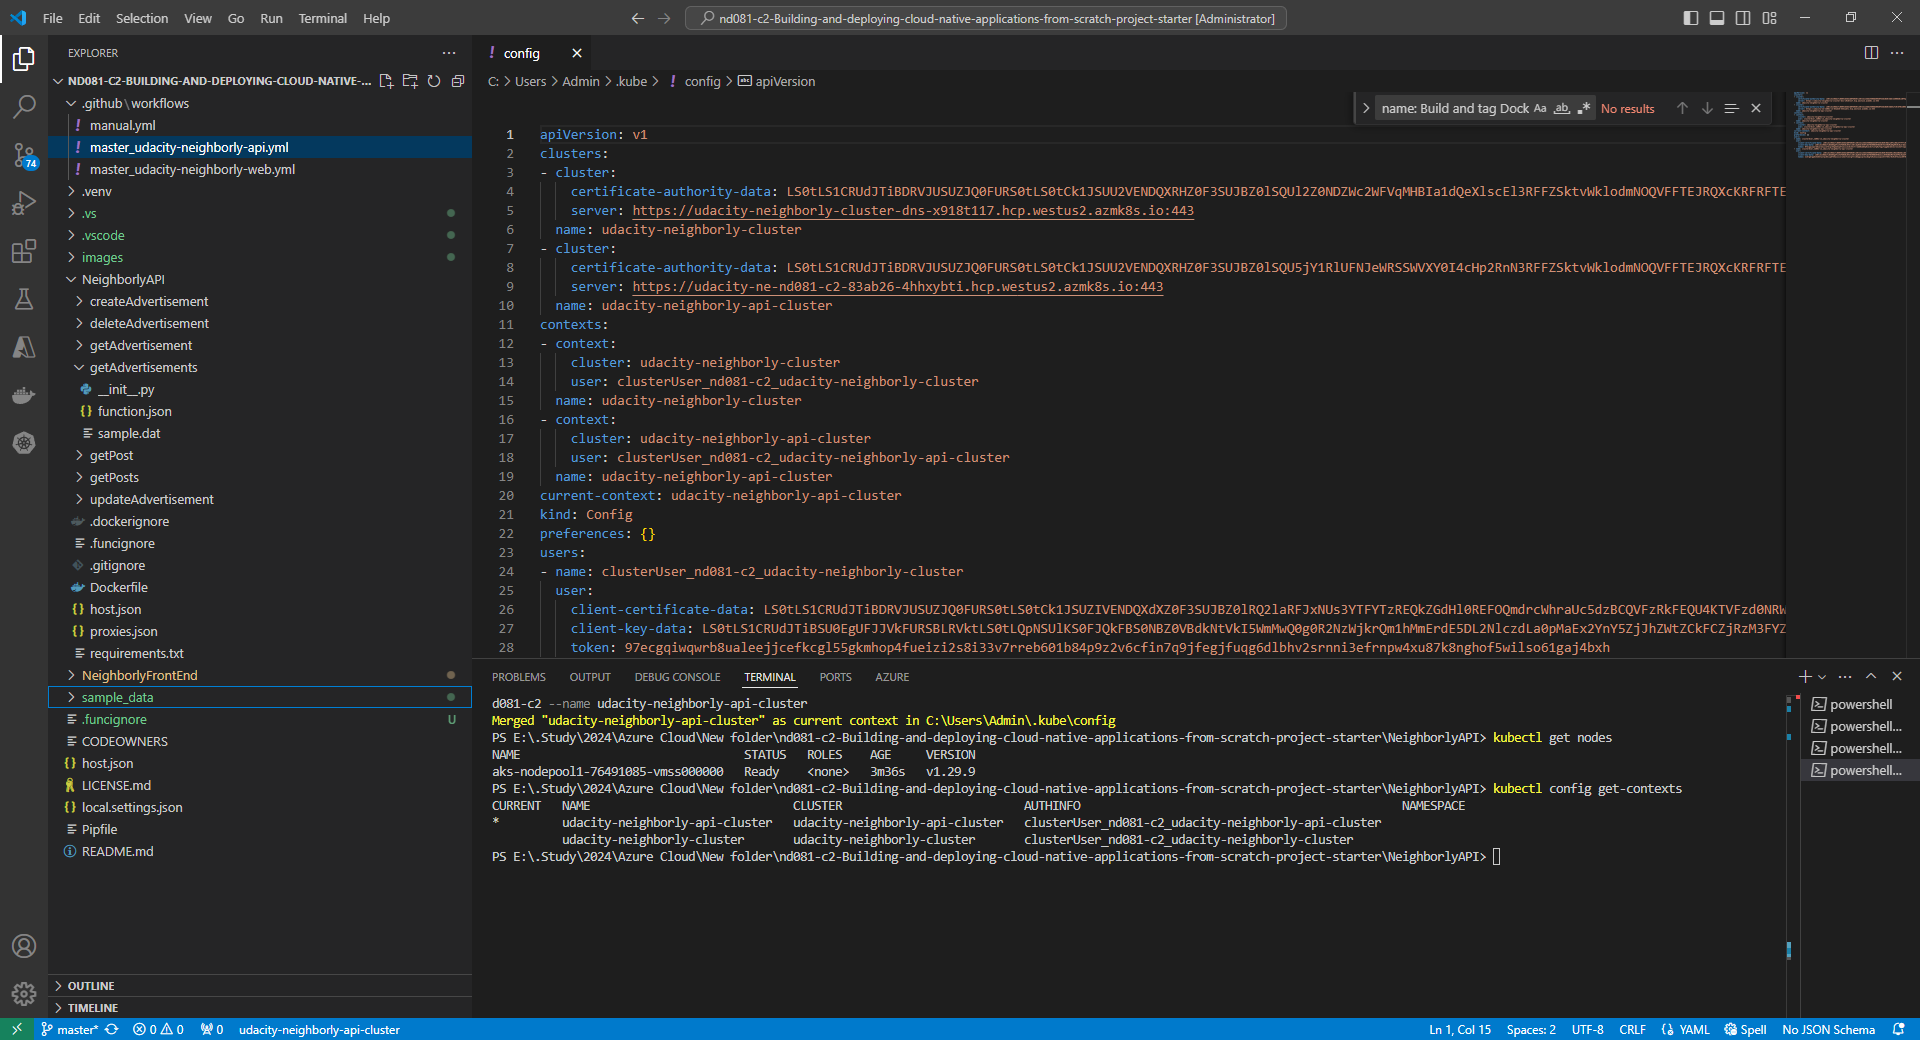 File Edit Selection View Go Run Terminal Help
nd081-c2-Building-and-deploying-cloud-native-applications-from-scratch-project-starter [Administrator]
EXPLORER
ND081-C2-BUILDING-AND-DEPLOYING-CLOUD-NATIVE-...
.github\workflows
manual.yml
master_udacity-neighborly-api.yml
master_udacity-neighborly-web.yml
.venv
.vs
.vscode
images
NeighborlyAPI
createAdvertisement
deleteAdvertisement
getAdvertisement
getAdvertisements
__init__.py
function.json
sample.dat
getPost
getPosts
updateAdvertisement
.dockerignore
.funcignore
.gitignore
Dockerfile
host.json
proxies.json
requirements.txt
NeighborlyFrontEnd
sample_data
.funcignore U
CODEOWNERS
host.json
LICENSE.md
local.settings.json
Pipfile
README.md
OUTLINE
TIMELINE
74
config
C: > Users > Admin > .kube > config > apiVersion
name: Build and tag Dock Aa ab No results
1 apiVersion: v1
2 clusters:
3 - cluster:
4 certificate-authority-data:
5 server: https://udacity-neighborly-cluster-dns-x918t117.hcp.westus2.azmk8s.io:443
6 name: udacity-neighborly-cluster
7 - cluster:
8 certificate-authority-data:
9 server: https://udacity-ne-nd081-c2-83ab26-4hhxybti.hcp.westus2.azmk8s.io:443
10 name: udacity-neighborly-api-cluster
11 contexts:
12 - context:
13 cluster: udacity-neighborly-cluster
14 user: clusterUser_nd081-c2_udacity-neighborly-cluster
15 name: udacity-neighborly-cluster
16 - context:
17 cluster: udacity-neighborly-api-cluster
18 user: clusterUser_nd081-c2_udacity-neighborly-api-cluster
19 name: udacity-neighborly-api-cluster
20 current-context: udacity-neighborly-api-cluster
21 kind: Config
22 preferences: {}
23 users:
24 - name: clusterUser_nd081-c2_udacity-neighborly-cluster
25 user:
26 client-certificate-data:
27 client-key-data:
28 token:
PROBLEMS OUTPUT DEBUG CONSOLE TERMINAL PORTS AZURE
d081-c2 --name udacity-neighborly-api-cluster
Merged "udacity-neighborly-api-cluster" as current context in C:\Users\Admin\.kube\config
PS E:\.Study\2024\Azure Cloud\New folder\nd081-c2-Building-and-deploying-cloud-native-applications-from-scratch-project-starter\NeighborlyAPI> kubectl get nodes
NAME STATUS ROLES AGE VERSION
aks-nodepool1-76491085-vmss000000 Ready <none> 3m36s v1.29.9
PS E:\.Study\2024\Azure Cloud\New folder\nd081-c2-Building-and-deploying-cloud-native-applications-from-scratch-project-starter\NeighborlyAPI> kubectl config get-contexts
CURRENT NAME CLUSTER AUTHINFO NAMESPACE
* udacity-neighborly-api-cluster udacity-neighborly-api-cluster clusterUser_nd081-c2_udacity-neighborly-api-cluster
udacity-neighborly-cluster udacity-neighborly-cluster clusterUser_nd081-c2_udacity-neighborly-cluster
PS E:\.Study\2024\Azure Cloud\New folder\nd081-c2-Building-and-deploying-cloud-native-applications-from-scratch-project-starter\NeighborlyAPI>
powershell
powershell...
powershell...
powershell...
master* 0 0 0 udacity-neighborly-api-cluster
Ln 1, Col 15 Spaces: 2 UTF-8 CRLF {} YAML Spell No JSON Schema